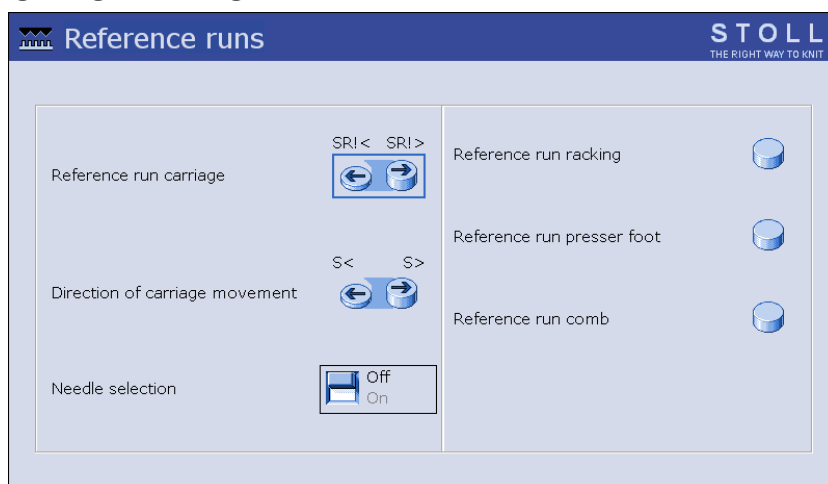 Reference runs
STOLL
THE RIGHT WAY TO KNIT
SR!< SR!>
Reference run carriage
S< S>
Direction of carriage movement
Needle selection
Off
On
Reference run racking
Reference run presser foot
Reference run comb